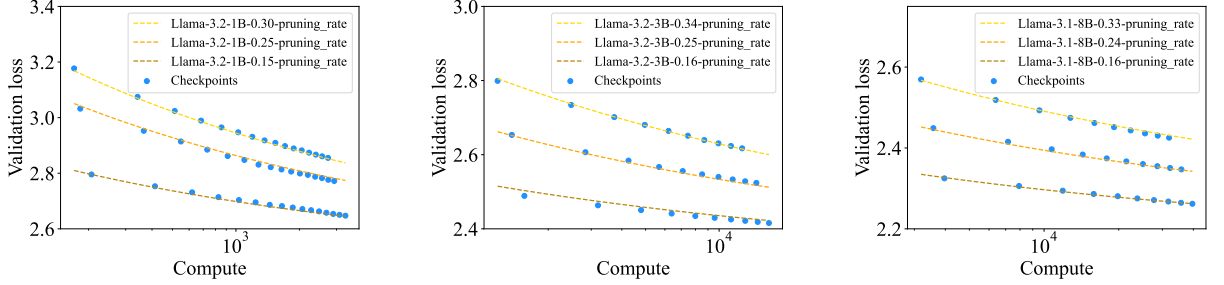 3.4
3.2
3.0
2.8
2.6
Validation loss
10^3
Compute
Llama-3.2-1B-0.30-pruning_rate
Llama-3.2-1B-0.25-pruning_rate
Llama-3.2-1B-0.15-pruning_rate
Checkpoints
3.0
2.8
2.6
2.4
Validation loss
10^4
Compute
Llama-3.2-3B-0.34-pruning_rate
Llama-3.2-3B-0.25-pruning_rate
Llama-3.2-3B-0.16-pruning_rate
Checkpoints
2.6
2.4
2.2
Validation loss
10^4
Compute
Llama-3.1-8B-0.33-pruning_rate
Llama-3.1-8B-0.24-pruning_rate
Llama-3.1-8B-0.16-pruning_rate
Checkpoints